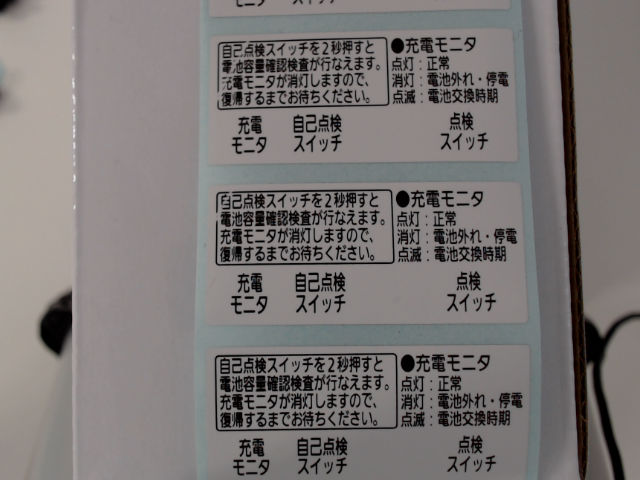 モニタ スイッチ スイッチ
自己点検スイッチを2秒押すと
電池容量確認検査が行なえます。
充電モニタが消灯しますので、
復帰するまでお待ちください。
●充電モニタ
点灯：正常
消灯：電池外れ・停電
点滅：電池交換時期
充電 自己点検 点検
モニタ スイッチ スイッチ
自己点検スイッチを2秒押すと
電池容量確認検査が行なえます。
充電モニタが消灯しますので、
復帰するまでお待ちください。
●充電モニタ
点灯：正常
消灯：電池外れ・停電
点滅：電池交換時期
充電 自己点検 点検
モニタ スイッチ スイッチ
自己点検スイッチを2秒押すと
電池容量確認検査が行なえます。
充電モニタが消灯しますので、
復帰するまでお待ちください。
●充電モニタ
点灯：正常
消灯：電池外れ・停電
点滅：電池交換時期
充電 自己点検 点検
モニタ スイッチ スイッチ